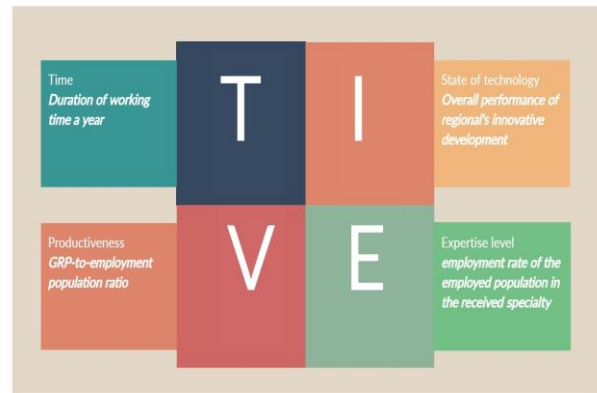 Time
Duration of working
time a year
T
I
State of technology
Overall performance of
regional's innovative
development
Productiveness
GRP-to-employment
population ratio
V
E
Expertise level
employment rate of the
employed population in
the received specialty